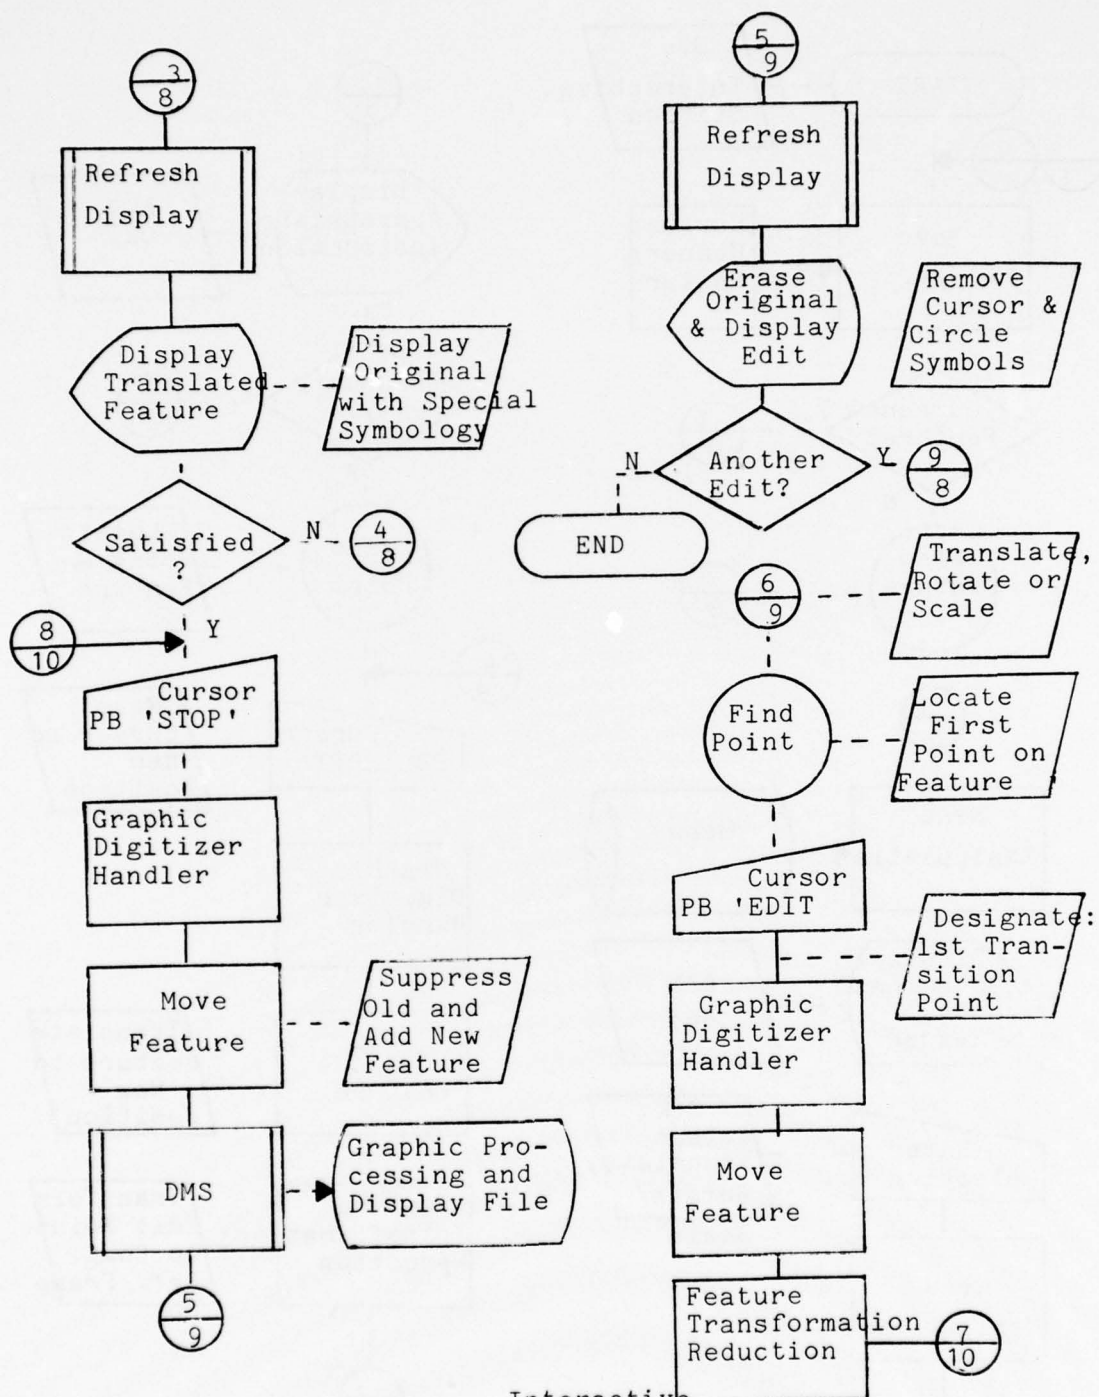 3
8
Refresh
Display
Display
Translated
Feature
Display
Original
with Special
Symbology
Satisfied
?
N
4
8
8
10
Y
Cursor
PB 'STOP'
Graphic
Digitizer
Handler
Move
Feature
Suppress
Old and
Add New
Feature
DMS
Graphic Pro-
cessing and
Display File
5
9
5
9
Refresh
Display
Erase
Original
& Display
Edit
Remove
Cursor &
Circle
Symbols
Another
Edit?
N
Y
9
8
END
6
9
Translate,
Rotate or
Scale
Find
Point
Locate
First
Point on
Feature
Cursor
PB 'EDIT
Designate:
1st Tran-
sition
Point
Graphic
Digitizer
Handler
Move
Feature
Feature
Transformation
Reduction
7
10
Interactive